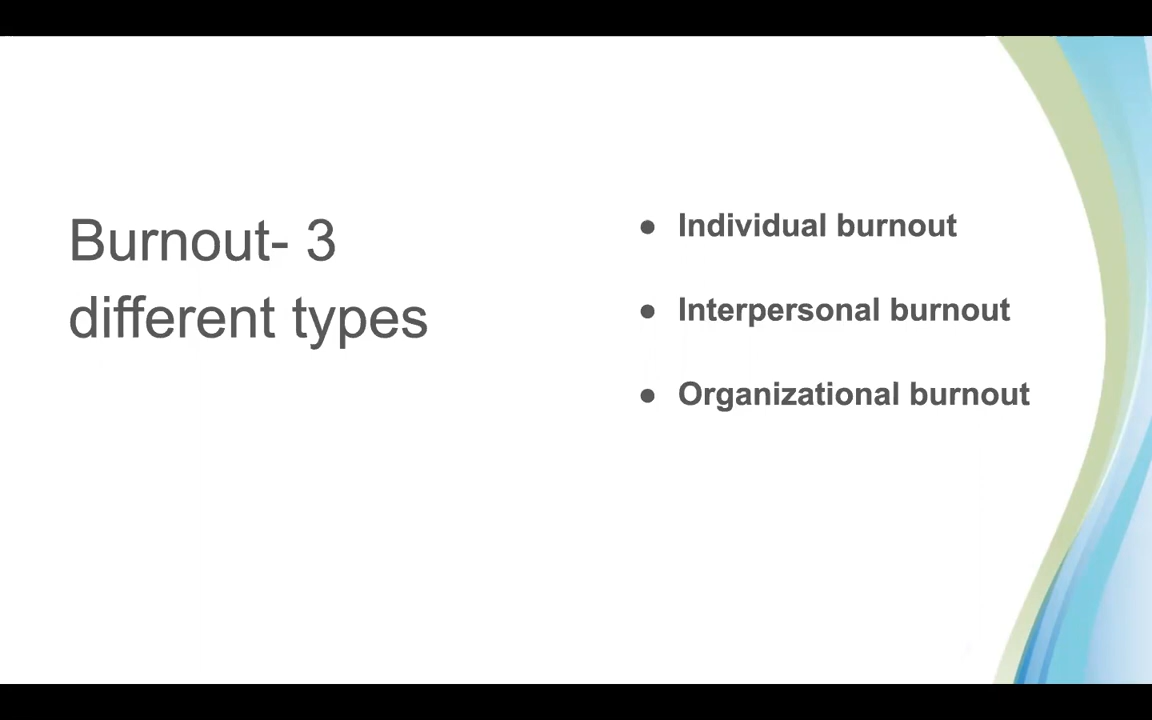 Burnout- 3
different types
● Individual burnout
● Interpersonal burnout
● Organizational burnout